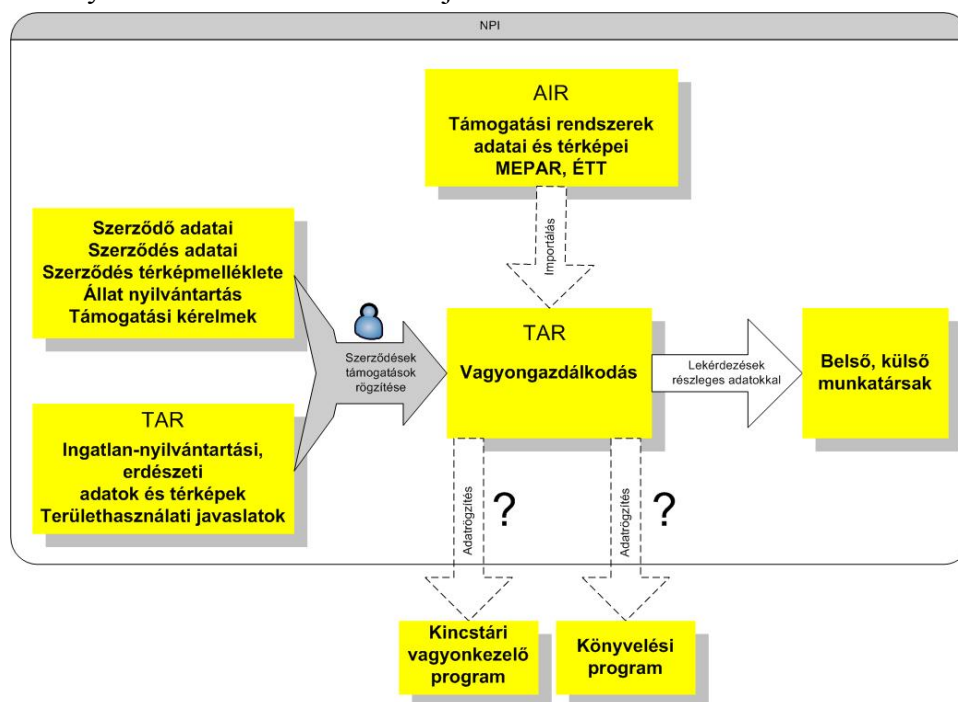 NPI
AIR
Támogatási rendszerek
adatai és térképei
MEPAR, ÉTT
Importálás
Szerződő adatai
Szerződés adatai
Szerződés térképmelléklete
Állat nyilvántartás
Támogatási kérelmek
Szerződések
támogatások
rögzítése
TAR
Vagyongazdálkodás
Lekérdezések
részleges adatokkal
Belső, külső
munkatársak
TAR
Ingatlan-nyilvántartási,
erdészeti
adatok és térképek
Területhasználati javaslatok
Adatrögzítés
?
Adatrögzítés
?
Kincstári
vagyonkezelő
program
Könyvelési
program